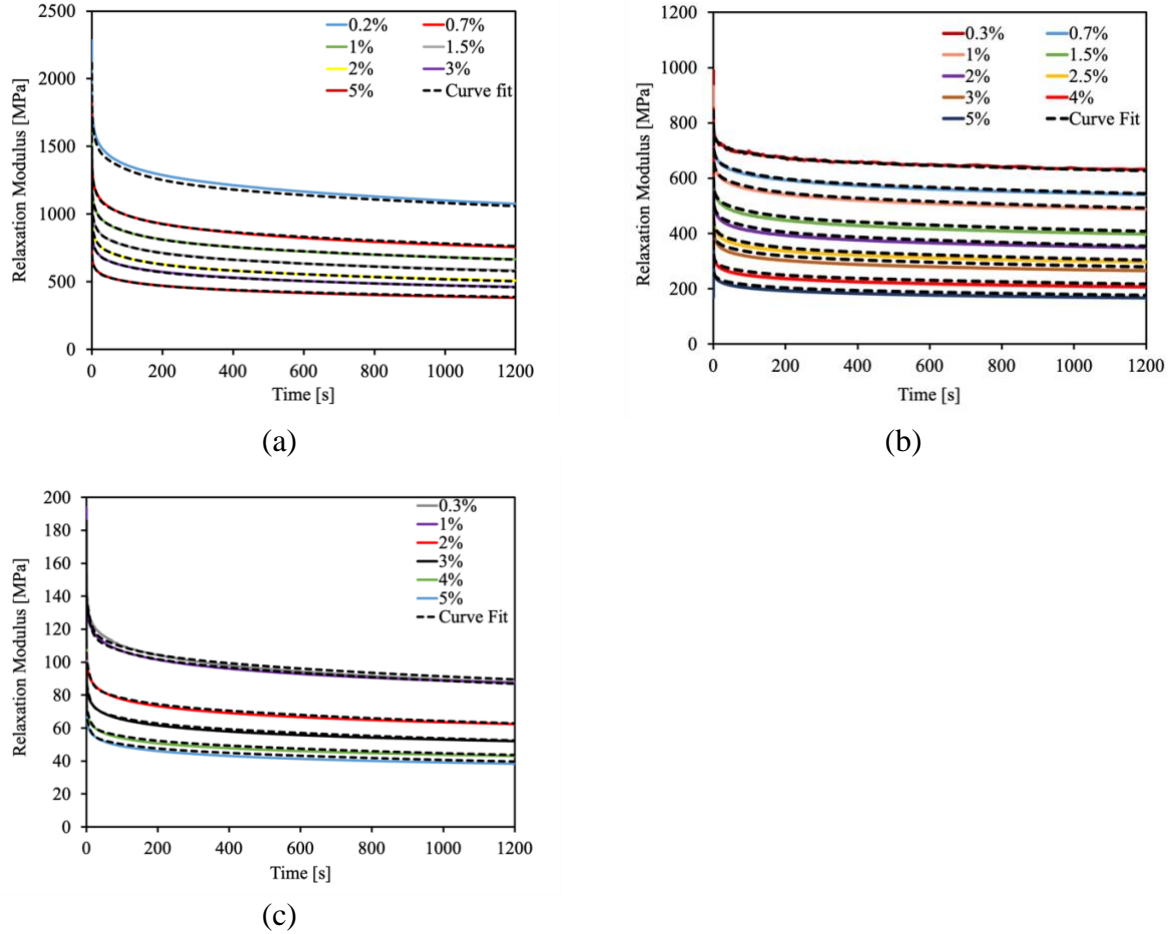 2500
2000
1500
1000
500
0
Relaxation Modulus [MPa]
0.2% 0.7%
1% 1.5%
2% 3%
5% Curve fit
0 200 400 600 800 1000 1200
Time [s]
(a)
1200
1000
800
600
400
200
0
Relaxation Modulus [MPa]
0.3% 0.7%
1% 1.5%
2% 2.5%
3% 4%
5% Curve Fit
0 200 400 600 800 1000 1200
Time [s]
(b)
200
180
160
140
120
100
80
60
40
20
0
Relaxation Modulus [MPa]
0.3%
1%
2%
3%
4%
5%
Curve Fit
0 200 400 600 800 1000 1200
Time [s]
(c)